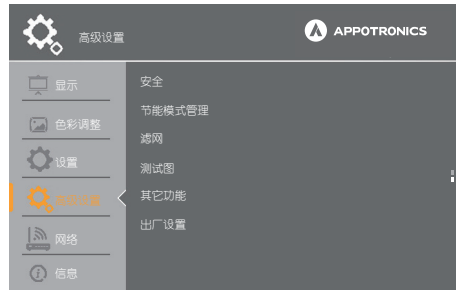 高级设置
APPOTRONICS
显示
色彩调整
设置
网络
信息
安全
节能模式管理
滤网
测试图
其它功能
出厂设置